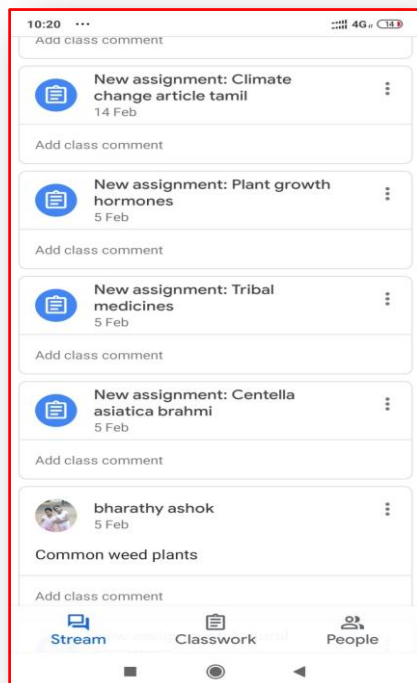 10:20 ... 4G 14
Add class comment
New assignment: Climate
change article tamil
14 Feb
Add class comment
New assignment: Plant growth
hormones
5 Feb
Add class comment
New assignment: Tribal
medicines
5 Feb
Add class comment
New assignment: Centella
asiatica brahmi
5 Feb
Add class comment
bharathy ashok
5 Feb
Common weed plants
Add class comment
Stream Classwork People